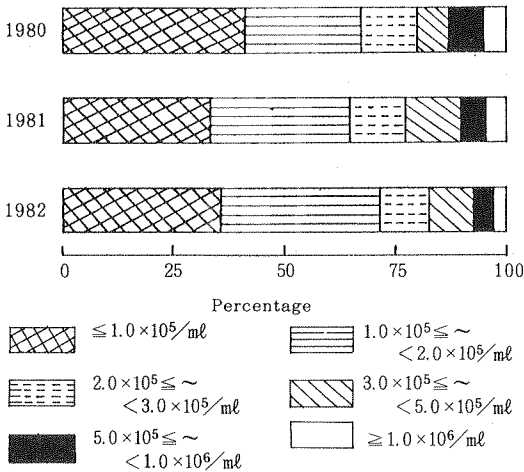 1980
1981
1982
0 25 50 75 100
Percentage
≦1.0×10⁵/mℓ
1.0×10⁵≦～
<2.0×10⁵/mℓ
2.0×10⁵≦～
<3.0×10⁵/mℓ
3.0×10⁵≦～
<5.0×10⁵/mℓ
5.0×10⁵≦～
<1.0×10⁶/mℓ
≧1.0×10⁶/mℓ